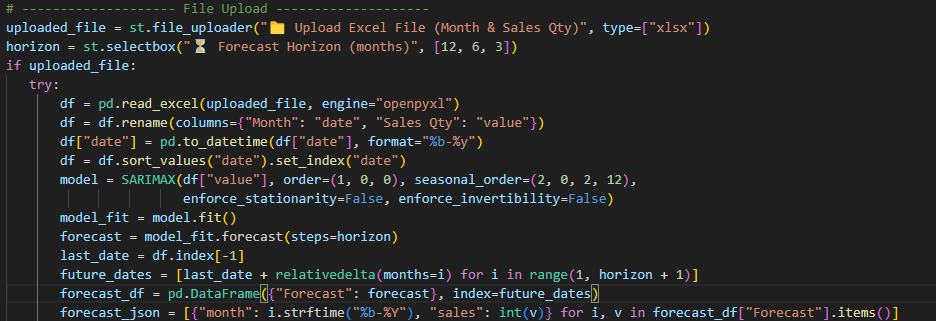 # -------------------- File Upload --------------------
uploaded_file = st.file_uploader("📁 Upload Excel File (Month & Sales Qty)", type=["xlsx"])
horizon = st.selectbox("⏳ Forecast Horizon (months)", [12, 6, 3])
if uploaded_file:
    try:
        df = pd.read_excel(uploaded_file, engine="openpyxl")
        df = df.rename(columns={"Month": "date", "Sales Qty": "value"})
        df["date"] = pd.to_datetime(df["date"], format="%b-%y")
        df = df.sort_values("date").set_index("date")
        model = SARIMAX(df["value"], order=(1, 0, 0), seasonal_order=(2, 0, 2, 12),
                        enforce_stationarity=False, enforce_invertibility=False)
        model_fit = model.fit()
        forecast = model_fit.forecast(steps=horizon)
        last_date = df.index[-1]
        future_dates = [last_date + relativedelta(months=i) for i in range(1, horizon + 1)]
        forecast_df = pd.DataFrame({"Forecast": forecast}, index=future_dates)
        forecast_json = [{"month": i.strftime("%b-%Y"), "sales": int(v)} for i, v in forecast_df["Forecast"].items()]